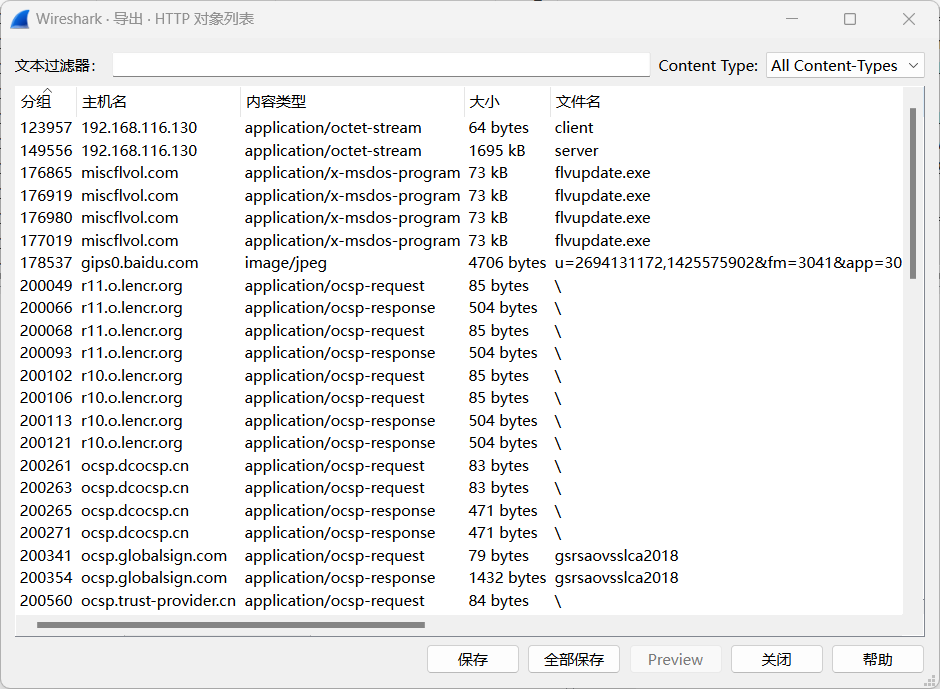 Wireshark · 导出 · HTTP 对象列表
文本过滤器: Content Type: All Content-Types
分组 主机名 内容类型 大小 文件名
123957 192.168.116.130 application/octet-stream 64 bytes client
149556 192.168.116.130 application/octet-stream 1695 kB server
176865 miscflvol.com application/x-msdos-program 73 kB flvupdate.exe
176919 miscflvol.com application/x-msdos-program 73 kB flvupdate.exe
176980 miscflvol.com application/x-msdos-program 73 kB flvupdate.exe
177019 miscflvol.com application/x-msdos-program 73 kB flvupdate.exe
178537 gips0.baidu.com image/jpeg 4706 bytes u=2694131172,1425575902&fm=3041&app=30
200049 r11.o.lencr.org application/ocsp-request 85 bytes \
200066 r11.o.lencr.org application/ocsp-response 504 bytes \
200068 r11.o.lencr.org application/ocsp-request 85 bytes \
200093 r11.o.lencr.org application/ocsp-response 504 bytes \
200102 r10.o.lencr.org application/ocsp-request 85 bytes \
200106 r10.o.lencr.org application/ocsp-request 85 bytes \
200113 r10.o.lencr.org application/ocsp-response 504 bytes \
200121 r10.o.lencr.org application/ocsp-response 504 bytes \
200261 ocsp.dcocsp.cn application/ocsp-request 83 bytes \
200263 ocsp.dcocsp.cn application/ocsp-request 83 bytes \
200265 ocsp.dcocsp.cn application/ocsp-response 471 bytes \
200271 ocsp.dcocsp.cn application/ocsp-response 471 bytes \
200341 ocsp.globalsign.com application/ocsp-request 79 bytes gsrsaovsslca2018
200354 ocsp.globalsign.com application/ocsp-response 1432 bytes gsrsaovsslca2018
200560 ocsp.trust-provider.cn application/ocsp-request 84 bytes \
保存 全部保存 Preview 关闭 帮助